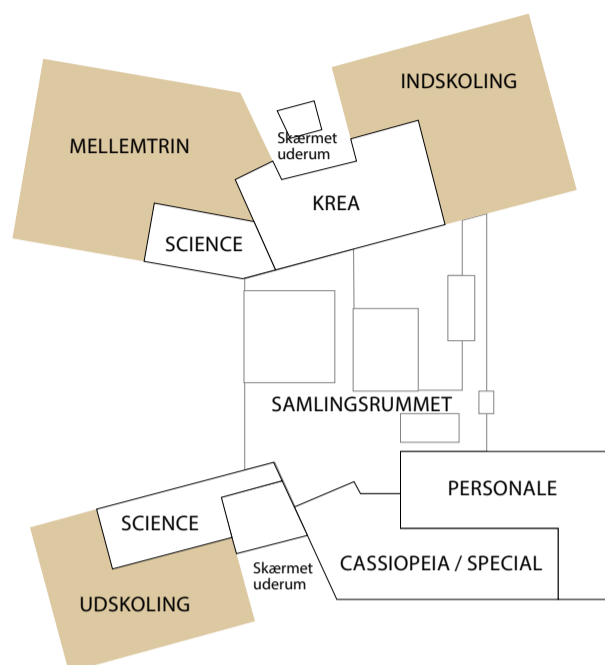 INDSKOLING
MELLEMTRIN
Skærmet
uderum
KREA
SCIENCE
SAMLINGSRUMMET
PERSONALE
SCIENCE
CASSIOPEIA / SPECIAL
Skærmet
uderum
UDSKOLING